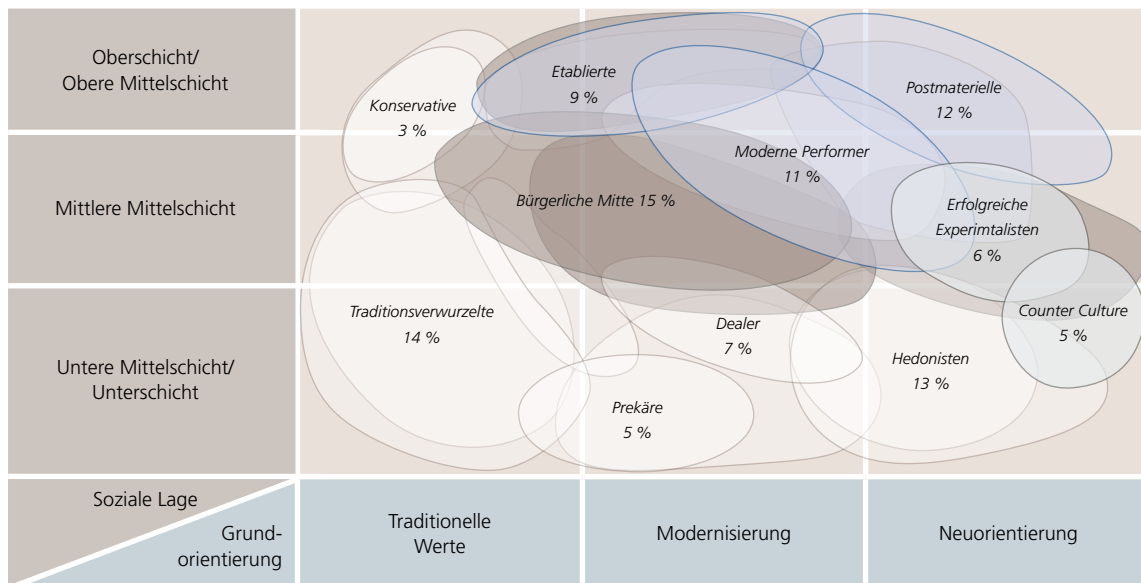 Oberschicht/
Obere Mittelschicht
Mittlere Mittelschicht
Untere Mittelschicht/
Unterschicht
Soziale Lage
Grund-
orientierung
Traditionelle
Werte
Modernisierung
Neuorientierung
Konservative
3 %
Etablierte
9 %
Postmaterielle
12 %
Moderne Performer
11 %
Bürgerliche Mitte 15 %
Erfolgreiche
Experimtalisten
6 %
Traditionsverwurzelte
14 %
Dealer
7 %
Counter Culture
5 %
Hedonisten
13 %
Prekäre
5 %